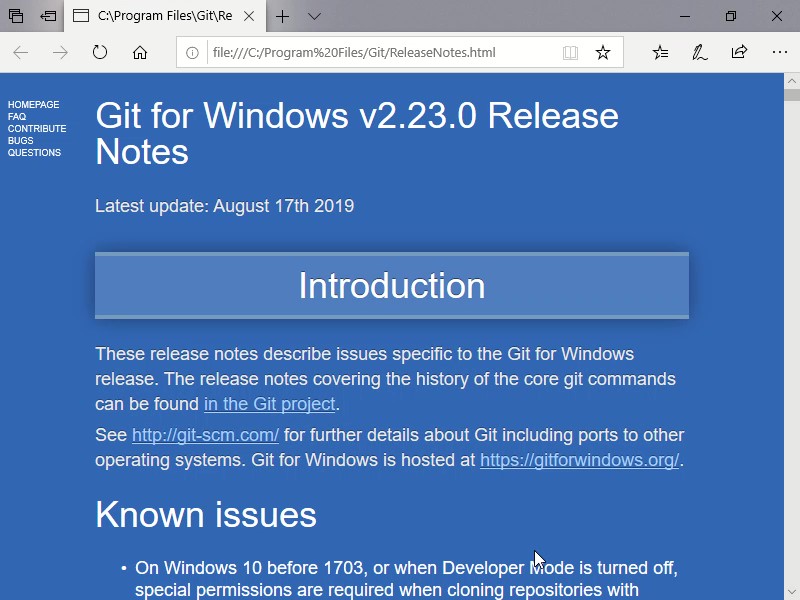 C:\Program Files\Git\Re
file:///C:/Program%20Files/Git/ReleaseNotes.html
HOMEPAGE
FAQ
CONTRIBUTE
BUGS
QUESTIONS
Git for Windows v2.23.0 Release
Notes
Latest update: August 17th 2019
Introduction
These release notes describe issues specific to the Git for Windows
release. The release notes covering the history of the core git commands
can be found in the Git project.
See http://git-scm.com/ for further details about Git including ports to other
operating systems. Git for Windows is hosted at https://gitforwindows.org/.
Known issues
• On Windows 10 before 1703, or when Developer Mode is turned off,
special permissions are required when cloning repositories with